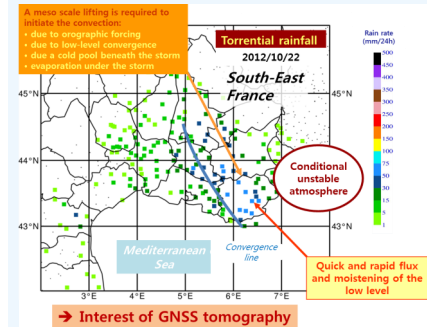 A meso scale lifting is required to
initiate the convection:
• due to orographic forcing
• due to low-level convergence
• due a cold pool beneath the storm
• evaporation under the storm
Torrential rainfall
2012/10/22
South-East
France
Rain rate
(mm/24h)
500
450
400
350
300
250
200
150
100
75
50
30
15
5
1
45°N
45°N
44°N
44°N
43°N
43°N
Conditional
unstable
atmosphere
Mediterranean
Sea
Convergence
line
Quick and rapid flux
and moistening of the
low level
3°E
4°E
5°E
6°E
7°E
➔ Interest of GNSS tomography